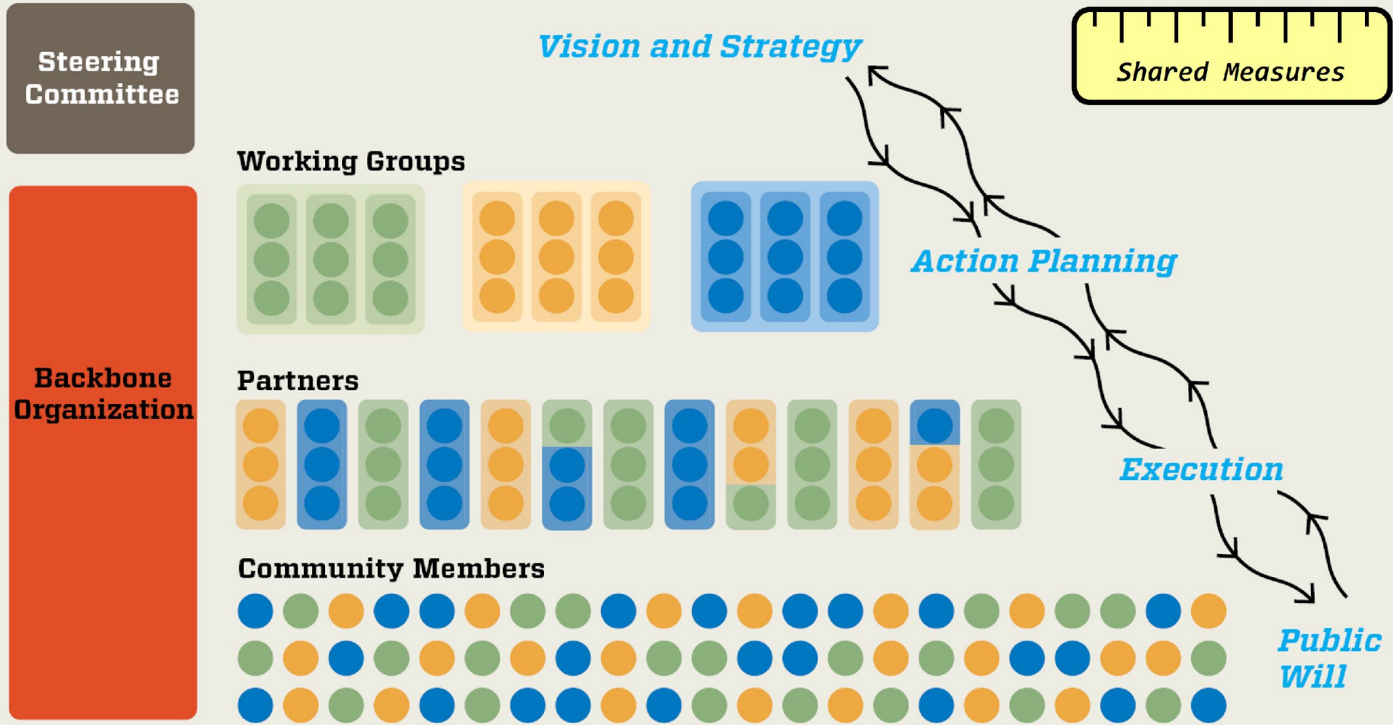 Steering
Committee
Vision and Strategy
Shared Measures
Working Groups
Action Planning
Backbone
Organization
Partners
Execution
Community Members
Public
Will